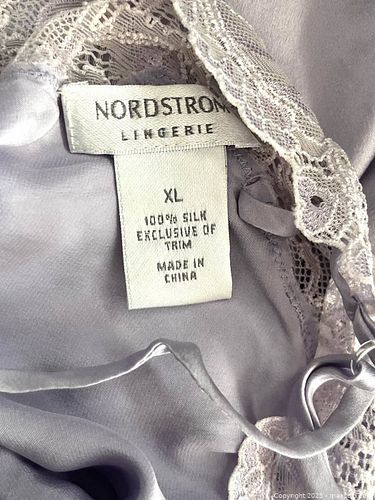 NORDSTROM
LINGERIE
XL
100% SILK
EXCLUSIVE OF
TRIM
MADE IN
CHINA